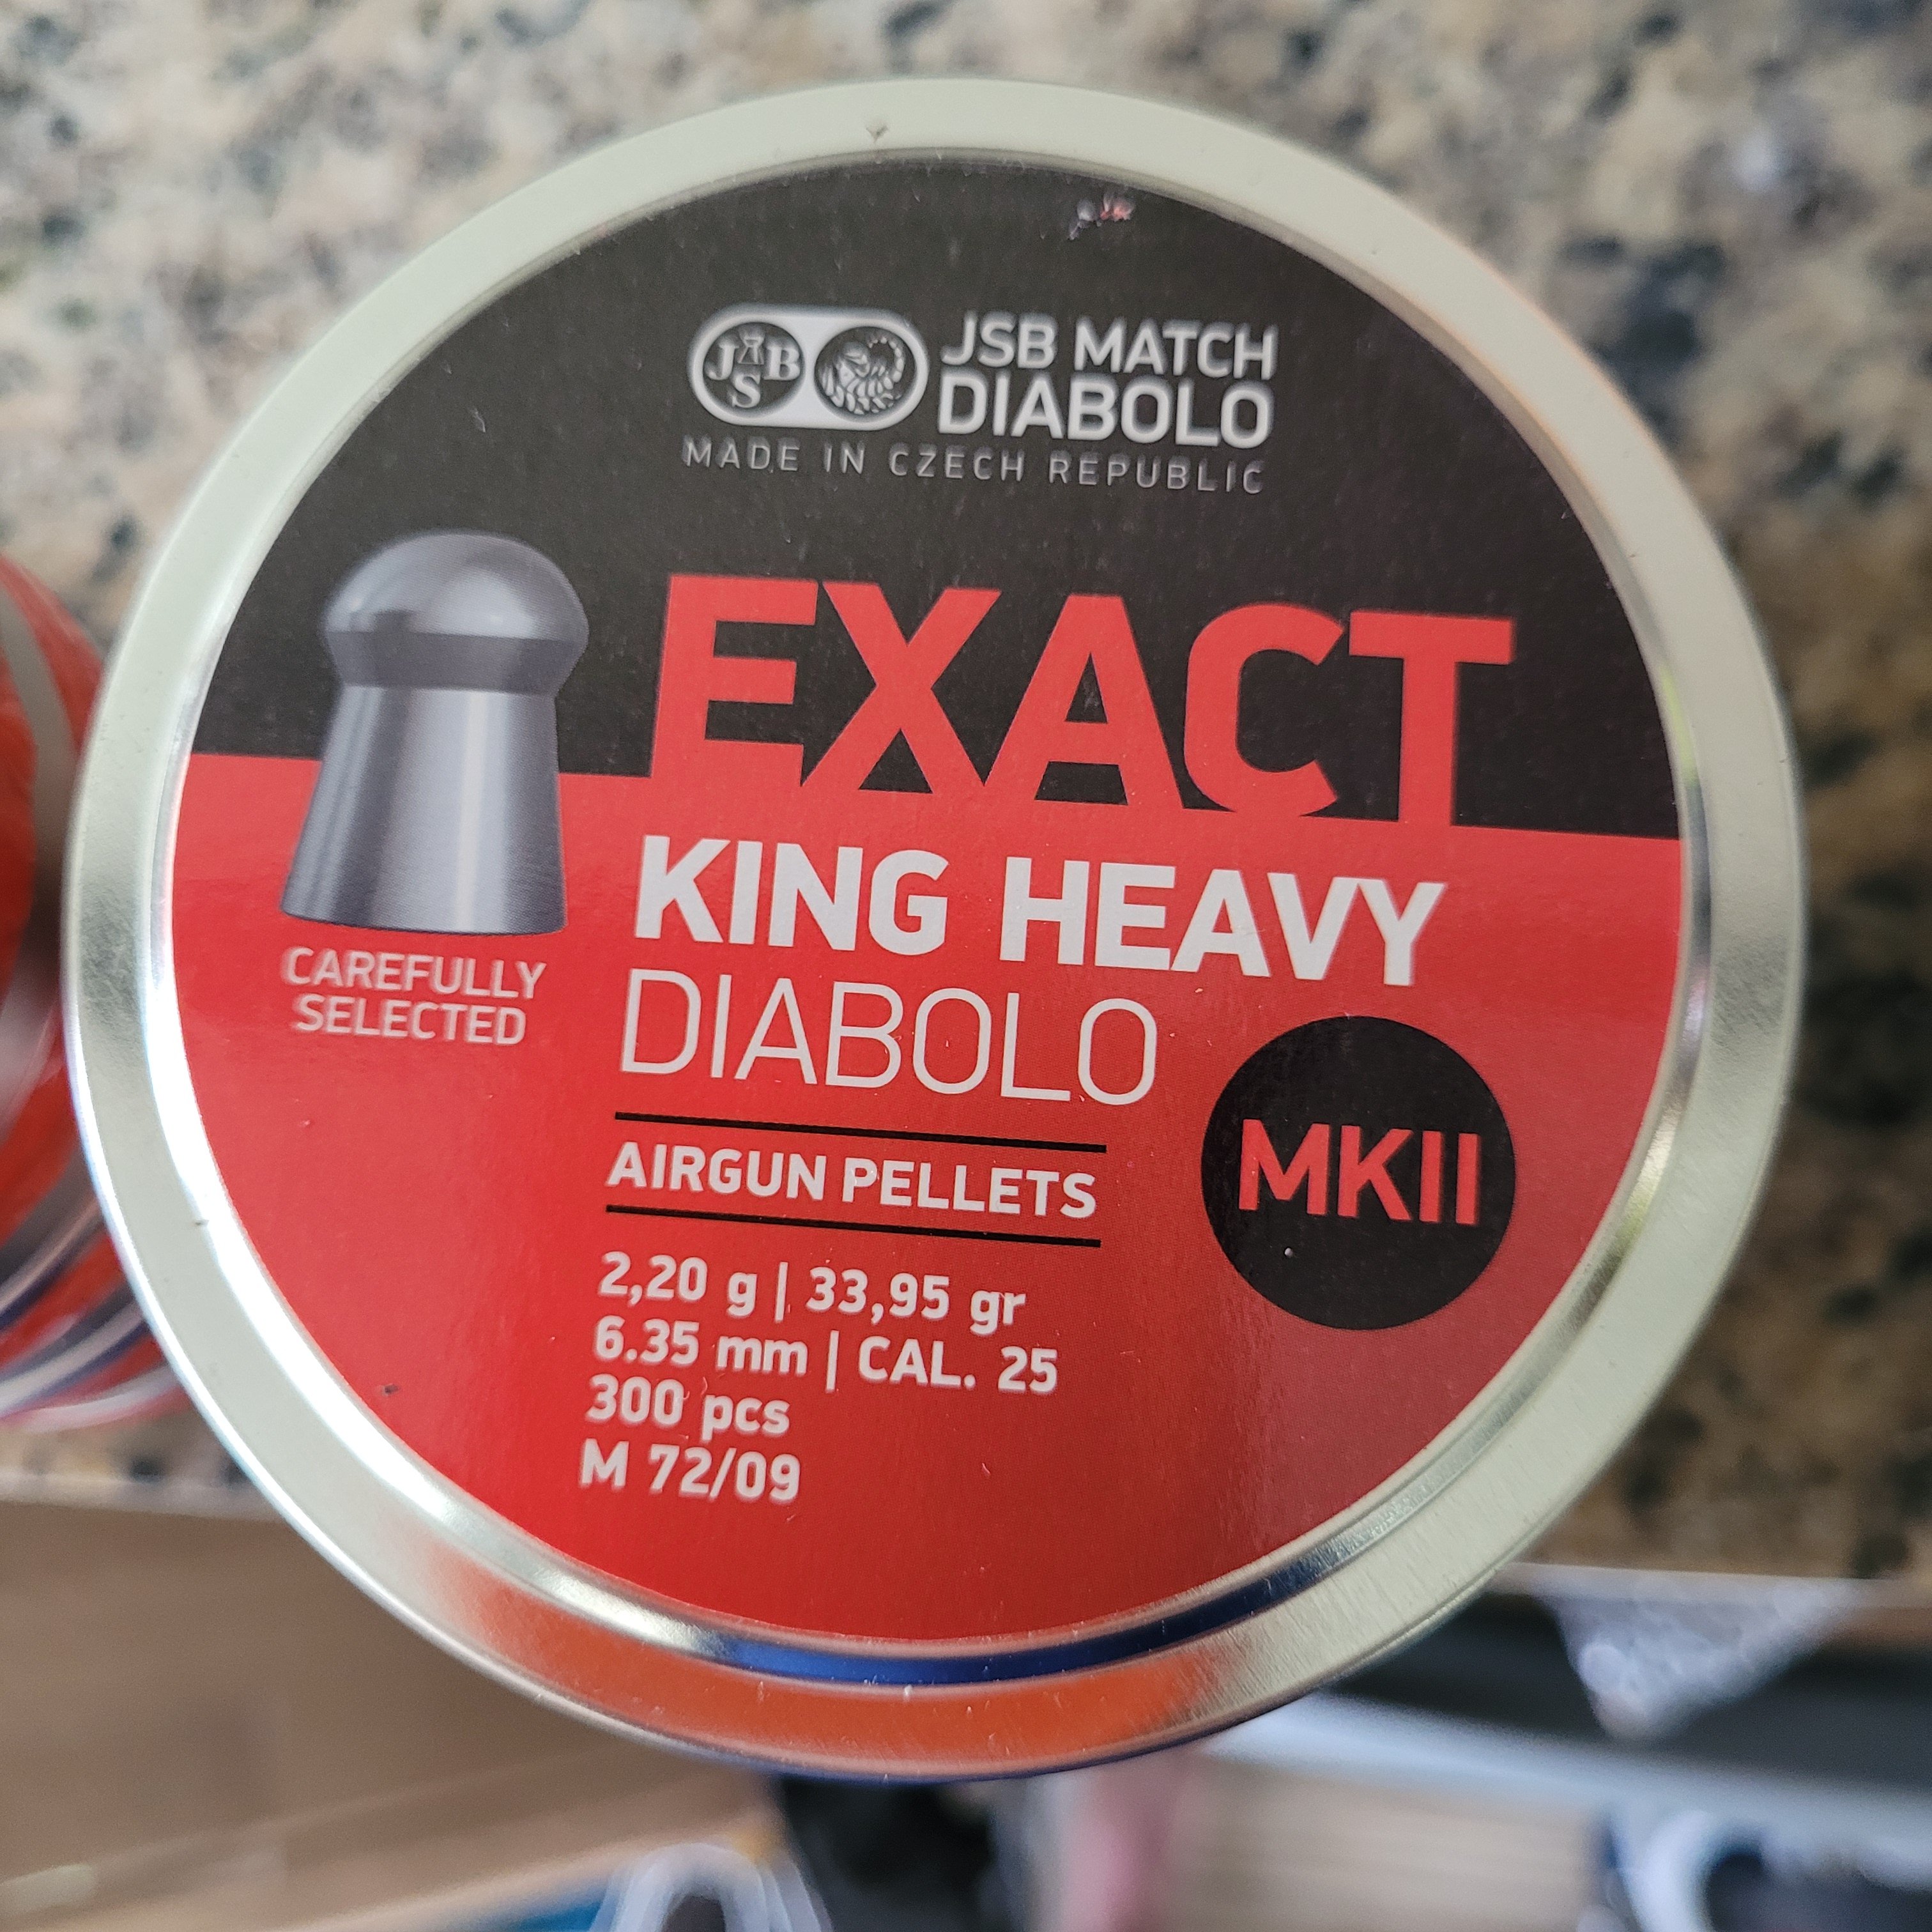 JSB
JSB MATCH
DIABOLO
MADE IN CZECH REPUBLIC
EXACT
KING HEAVY
DIABOLO
CAREFULLY
SELECTED
MKII
AIRGUN PELLETS
2,20 g | 33,95 gr
6.35 mm | CAL. 25
300 pcs
M 72/09